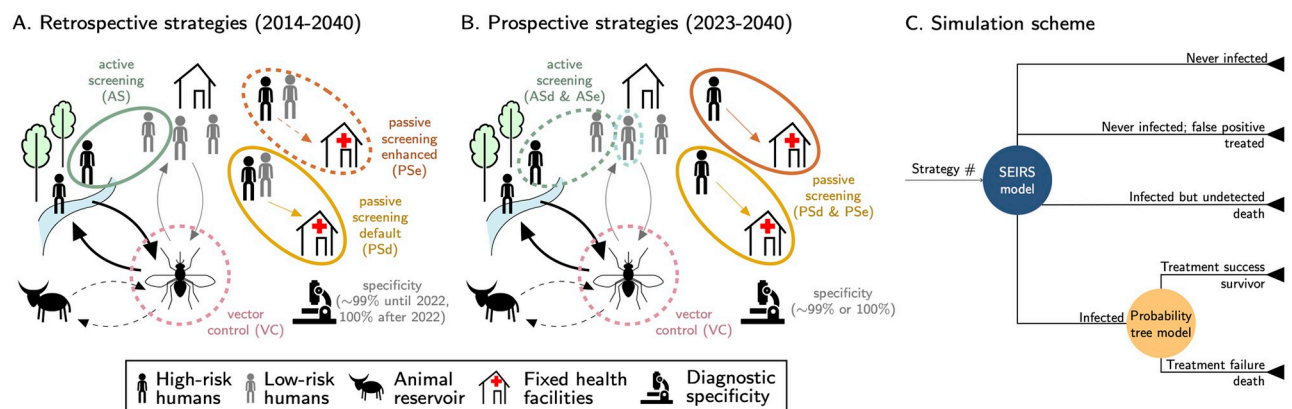 A. Retrospective strategies (2014-2040)
active
screening
(AS)
passive
screening
enhanced
(PSe)
passive
screening
default
(PSd)
specificity
(~99% until 2022,
100% after 2022)
vector
control (VC)
B. Prospective strategies (2023-2040)
active
screening
(ASd & ASe)
passive
screening
(PSd & PSe)
specificity
(~99% or 100%)
vector
control (VC)
C. Simulation scheme
Never infected
Never infected; false positive
treated
Strategy #
SEIRS
model
Infected but undetected
death
Treatment success
survivor
Infected
Probability
tree model
Treatment failure
death
High-risk
humans
Low-risk
humans
Animal
reservoir
Fixed health
facilities
Diagnostic
specificity